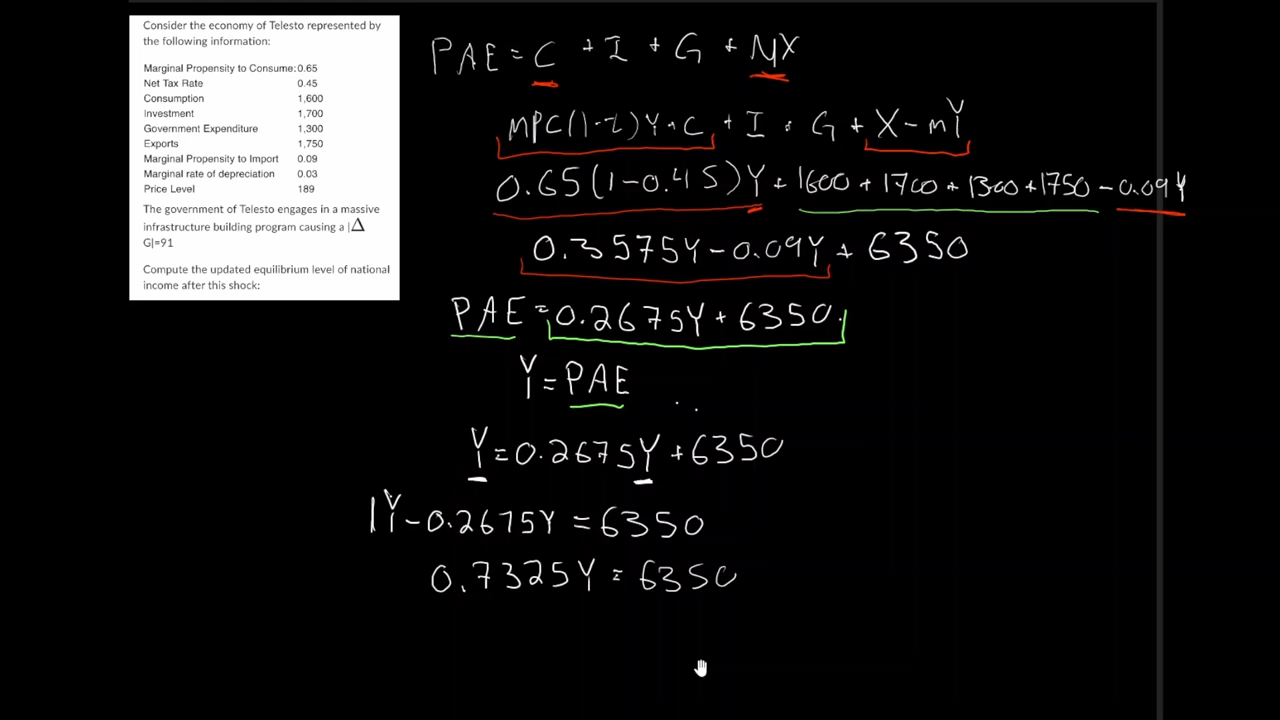 Consider the economy of Telesto represented by
the following information:
Marginal Propensity to Consume: 0.65
Net Tax Rate 0.45
Consumption 1,600
Investment 1,700
Government Expenditure 1,300
Exports 1,750
Marginal Propensity to Import 0.09
Marginal rate of depreciation 0.03
Price Level 189
The government of Telesto engages in a massive
infrastructure building program causing a |Δ
G|=91
Compute the updated equilibrium level of national
income after this shock:
PAE = C + I + G + NX
MPC(1-t)Y + C + I + G + X - mY
0.65(1-0.45)Y + 1600 + 1700 + 1300 + 1750 - 0.09Y
0.3575Y - 0.09Y + 6350
PAE = 0.2675Y + 6350.
Y = PAE
Y = 0.2675Y + 6350
1Y - 0.2675Y = 6350
0.7325Y = 6350